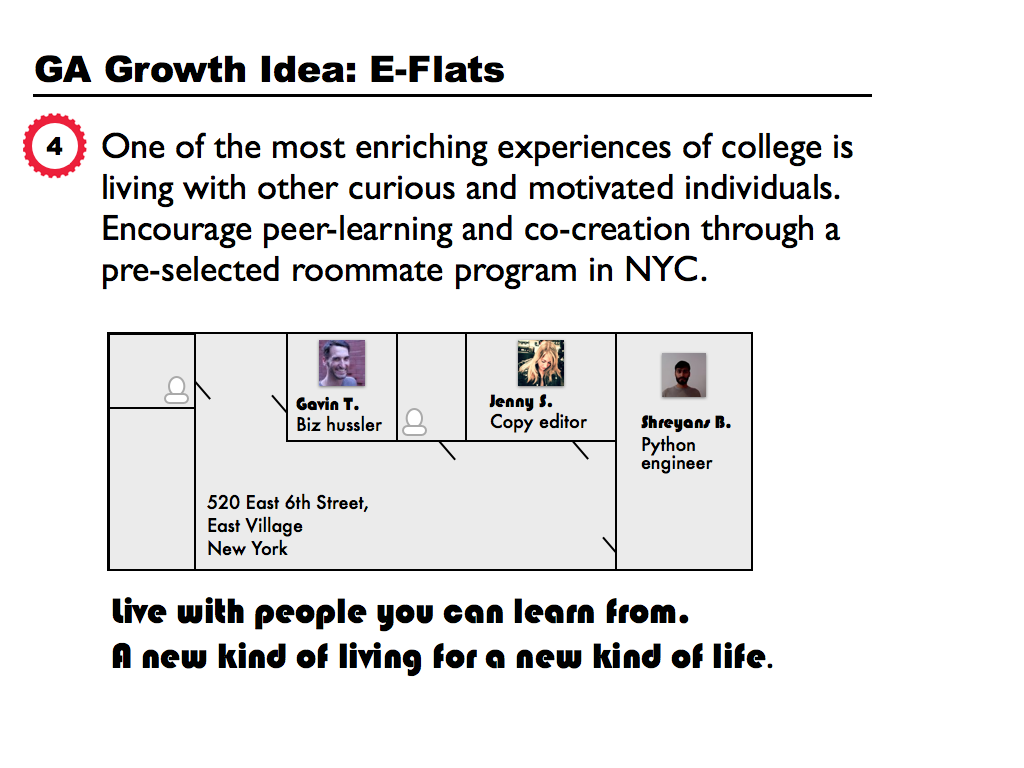 GA Growth Idea: E-Flats
4
One of the most enriching experiences of college is
living with other curious and motivated individuals.
Encourage peer-learning and co-creation through a
pre-selected roommate program in NYC.
Gavin T.
Biz hussler
Jenny S.
Copy editor
Shreyans B.
Python
engineer
520 East 6th Street,
East Village
New York
Live with people you can learn from.
A new kind of living for a new kind of life.